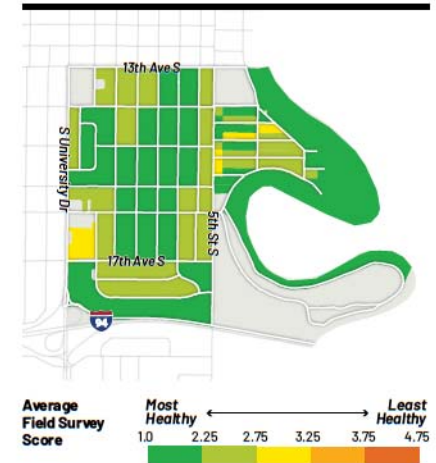 13th Ave S
S University Dr
5th St S
17th Ave S
94
Average
Field Survey
Score
Most
Healthy
Least
Healthy
1.0 2.25 2.75 3.25 3.75 4.75